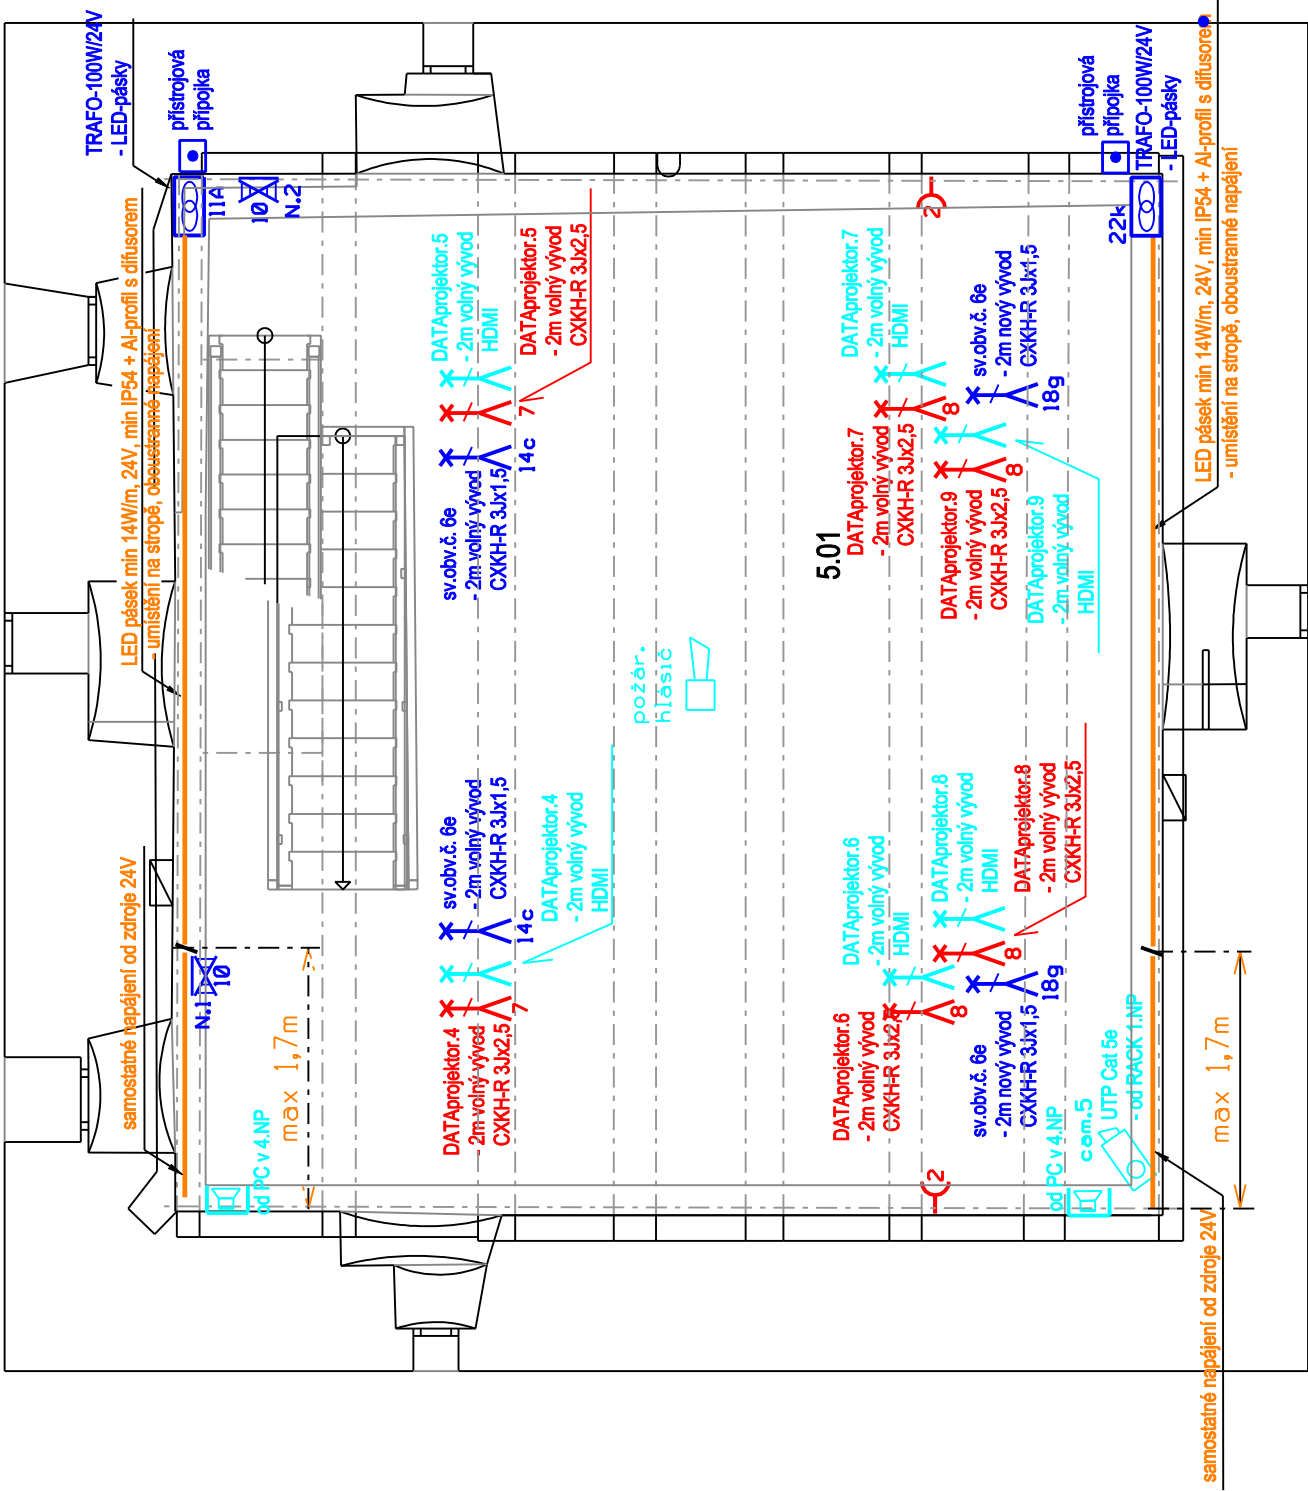 TRAFO-100W/24V
- LED-pásky
přístrojová
přípojka
11A
10
N.2
LED pásek min 14W/m, 24V, min IP54 + Al-profil s difusorem
- umístění na stropě, oboustranné napájení
DATAprojektor.5
- 2m volný vývod
HDMI
DATAprojektor.5
- 2m volný vývod
CXKH-R 3Jx2,5
7
14c
sv.obv.č. 6e
- 2m volný vývod
CXKH-R 3Jx1,5
2
přístrojová
přípojka
TRAFO-100W/24V
- LED-pásky
22k
LED pásek min 14W/m, 24V, min IP54 + Al-profil s difusorem
- umístění na stropě, oboustranné napájení
DATAprojektor.7
- 2m volný vývod
HDMI
sv.obv.č. 6e
- 2m nový vývod
CXKH-R 3Jx1,5
18g
8
DATAprojektor.7
- 2m volný vývod
CXKH-R 3Jx2,5
8
DATAprojektor.9
- 2m volný vývod
CXKH-R 3Jx2,5
DATAprojektor.9
- 2m volný vývod
HDMI
5.01
požár.
hlásič
sv.obv.č. 6e
- 2m volný vývod
CXKH-R 3Jx1,5
14c
DATAprojektor.4
- 2m volný vývod
HDMI
7
DATAprojektor.4
- 2m volný vývod
CXKH-R 3Jx2,5
samostatné napájení od zdroje 24V
N.1
10
max 1,7m
od PC v 4.NP
DATAprojektor.6
- 2m volný vývod
HDMI
DATAprojektor.8
- 2m volný vývod
HDMI
DATAprojektor.8
- 2m volný vývod
CXKH-R 3Jx2,5
8
8
18g
DATAprojektor.6
- 2m volný vývod
CXKH-R 3Jx2,5
sv.obv.č. 6e
- 2m nový vývod
CXKH-R 3Jx1,5
2
od PC v 4.NP
cam.5
UTP Cat 5e
- od RACK 1.NP
max 1,7m
samostatné napájení od zdroje 24V